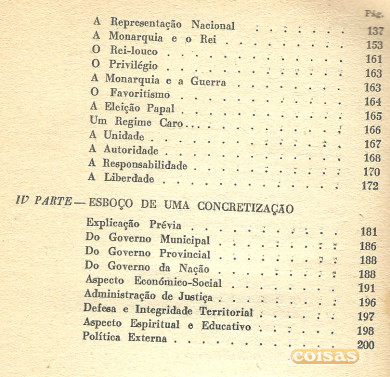 Pág.
A Representação Nacional . . . . . . . 137
A Monarquia e o Rei . . . . . . . . . 153
O Rei-louco . . . . . . . . . . . . 161
O Privilégio . . . . . . . . . . . . 163
A Monarquia e a Guerra . . . . . . . . 163
O Favoritismo . . . . . . . . . . . 164
A Eleição Papal . . . . . . . . . . . 165
Um Regime Caro... . . . . . . . . . . 166
A Unidade . . . . . . . . . . . . . 167
A Autoridade . . . . . . . . . . . . 168
A Responsabilidade . . . . . . . . . . 170
A Liberdade . . . . . . . . . . . . 172
IV PARTE — ESBOÇO DE UMA CONCRETIZAÇÃO
Explicação Prévia . . . . . . . . . . 181
Do Governo Municipal . . . . . . . . . 186
Do Governo Provincial . . . . . . . . . 188
Do Governo da Nação . . . . . . . . . 188
Aspecto Económico-Social . . . . . . . . 191
Administração de Justiça . . . . . . . . 196
Defesa e Integridade Territorial . . . . . . 197
Aspecto Espiritual e Educativo . . . . . . 198
Política Externa . . . . . . . . . . . 200
coisas